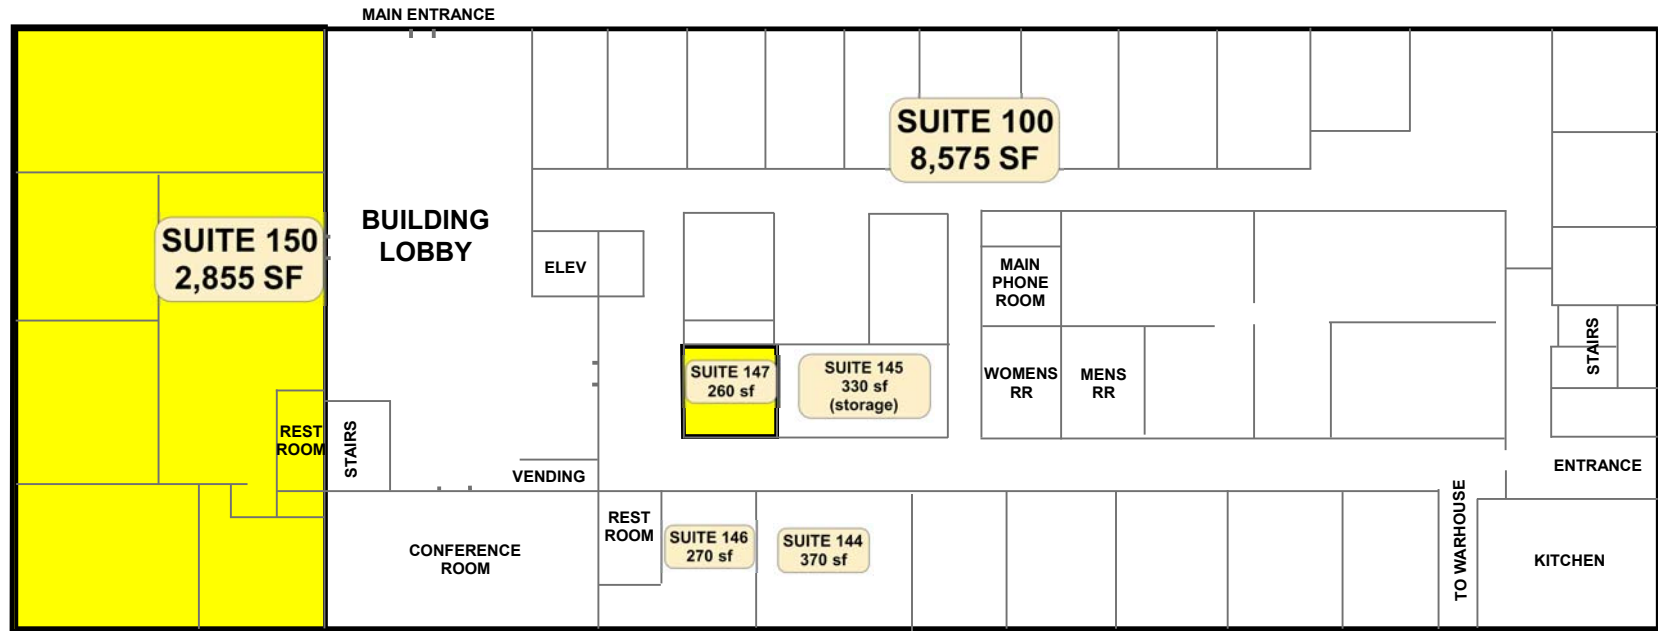 MAIN ENTRANCE
SUITE 100
8,575 SF
BUILDING
LOBBY
SUITE 150
2,855 SF
ELEV
MAIN
PHONE
ROOM
STAIRS
SUITE 147
260 sf
SUITE 145
330 sf
(storage)
WOMENS
RR
MENS
RR
REST
ROOM
STAIRS
VENDING
ENTRANCE
REST
ROOM
SUITE 146
270 sf
SUITE 144
370 sf
CONFERENCE
ROOM
TO WARHOUSE
KITCHEN